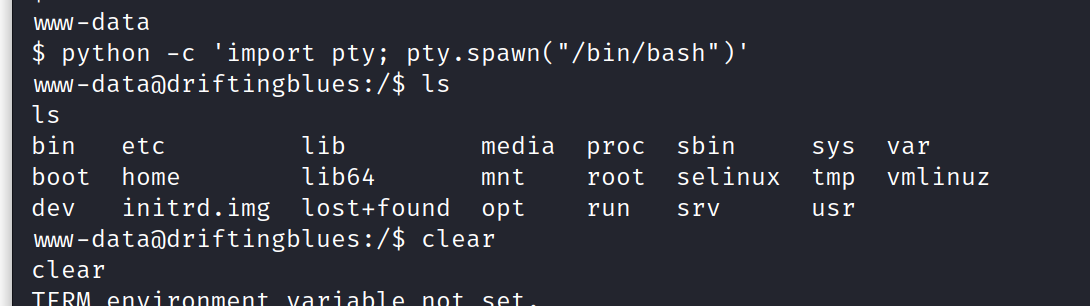 www-data
$ python -c 'import pty; pty.spawn("/bin/bash")'
www-data@driftingblues:/$ ls
ls
bin etc lib media proc sbin sys var
boot home lib64 mnt root selinux tmp vmlinuz
dev initrd.img lost+found opt run srv usr
www-data@driftingblues:/$ clear
clear
TERM environment variable not set.